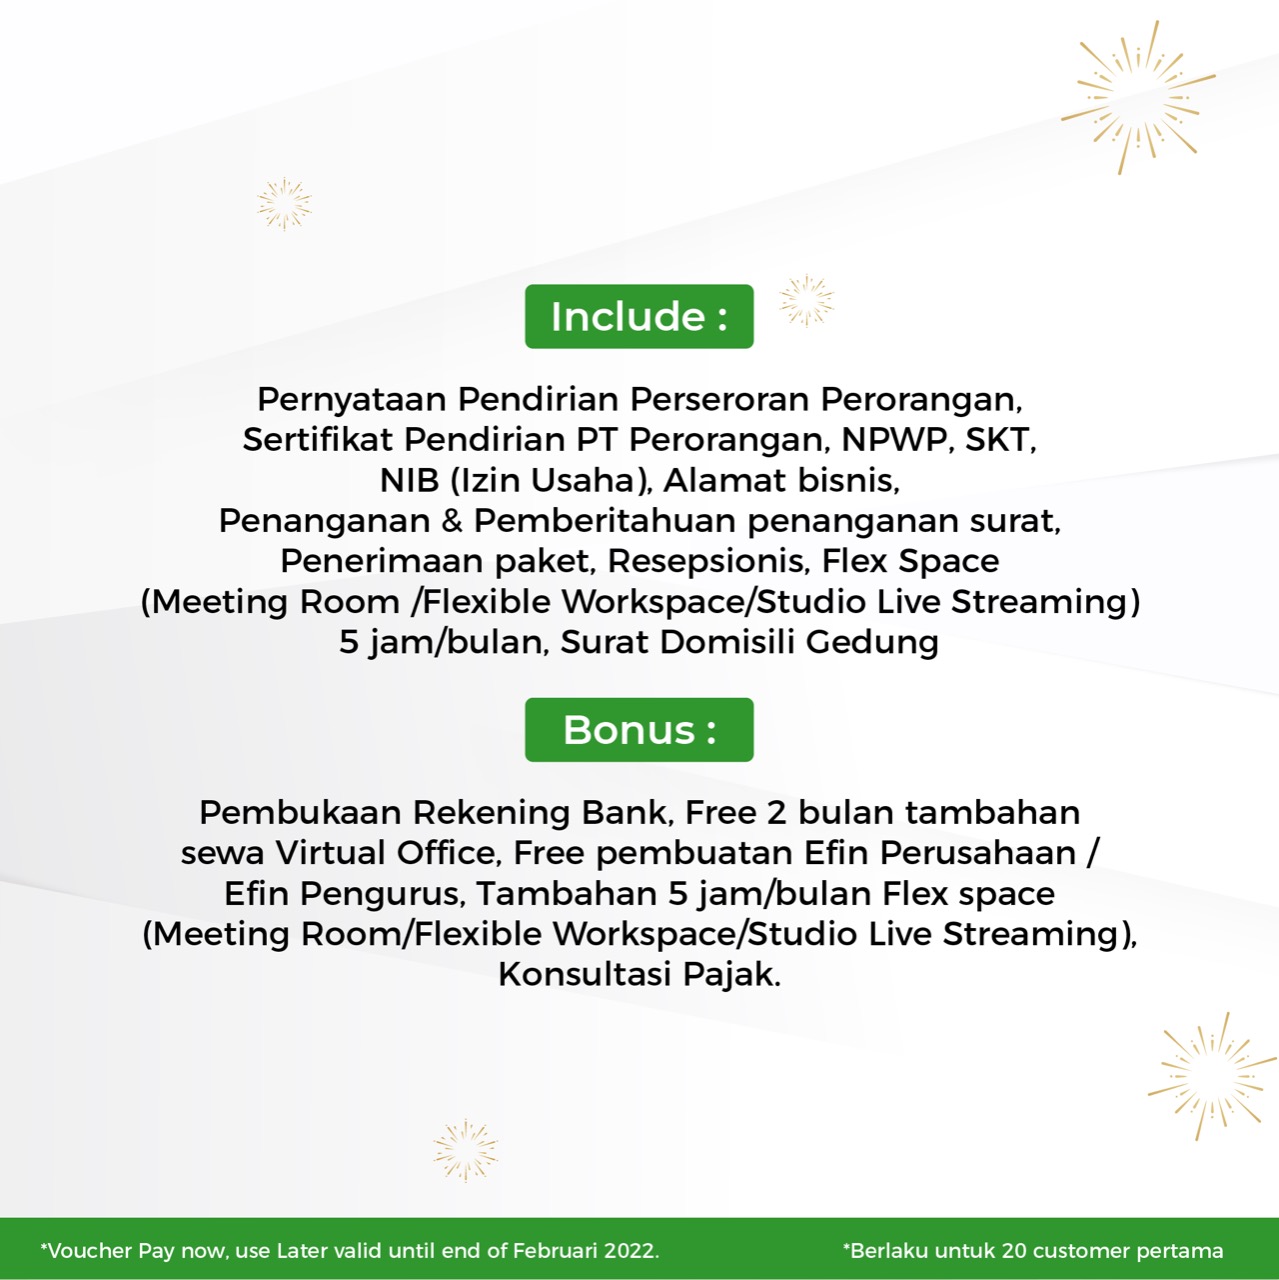 Include :
Pernyataan Pendirian Perseroran Perorangan,
Sertifikat Pendirian PT Perorangan, NPWP, SKT,
NIB (Izin Usaha), Alamat bisnis,
Penanganan & Pemberitahuan penanganan surat,
Penerimaan paket, Resepsionis, Flex Space
(Meeting Room /Flexible Workspace/Studio Live Streaming)
5 jam/bulan, Surat Domisili Gedung
Bonus :
Pembukaan Rekening Bank, Free 2 bulan tambahan
sewa Virtual Office, Free pembuatan Efin Perusahaan /
Efin Pengurus, Tambahan 5 jam/bulan Flex space
(Meeting Room/Flexible Workspace/Studio Live Streaming),
Konsultasi Pajak.
*Voucher Pay now, use Later valid until end of Februari 2022.
*Berlaku untuk 20 customer pertama